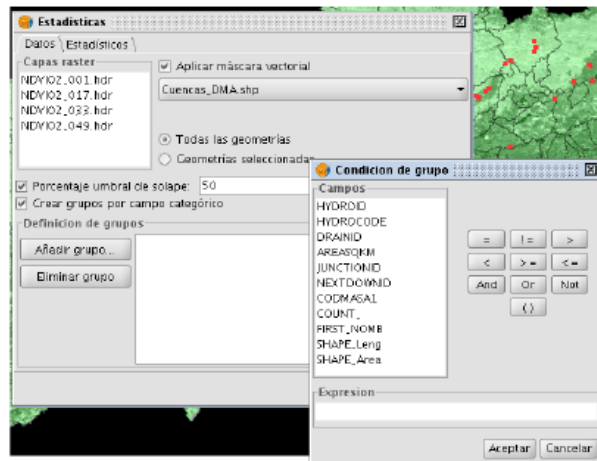 Estadisticas
Datos
Estadísticos
Capas raster
NDVI02_001.hdr
NDVI02_017.hdr
NDVI02_033.hdr
NDVI02_049.hdr
Aplicar máscara vectorial
Cuencas_DMA.shp
Todas las geometrías
Geometrías seleccionadas
Porcentaje umbral de solape:
50
Crear grupos por campo categórico
Definicion de grupos
Añadir grupo...
Eliminar grupo
Condicion de grupo
Campos
HYDROID
HYDROCODE
DRAINID
AREASQKM
JUNCTIONID
NEXTDOWNID
CODMASA1
COUNT_
FIRST_NOMB
SHAPE_Leng
SHAPE_Area
= != >
< >= <=
And Or Not
()
Expresion
Aceptar Cancelar